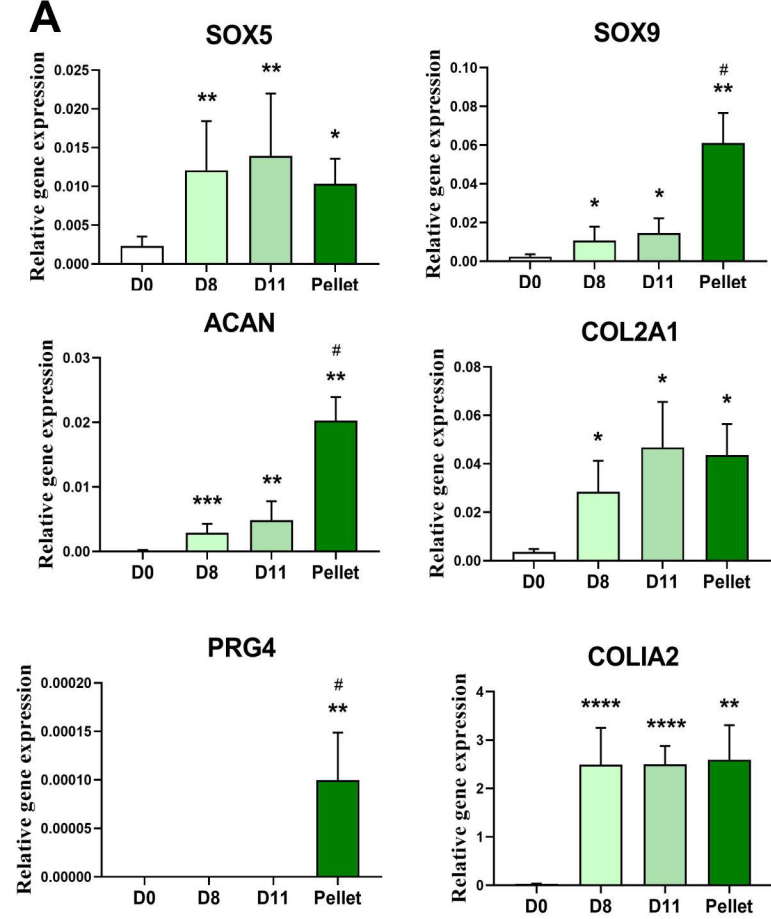 A
SOX5
Relative gene expression
0.025
0.020
0.015
0.010
0.005
0.000
**
**
*
D0 D8 D11 Pellet
SOX9
Relative gene expression
0.10
0.08
0.06
0.04
0.02
0.00
*
*
#
**
D0 D8 D11 Pellet
ACAN
Relative gene expression
0.03
0.02
0.01
0.00
***
**
#
**
D0 D8 D11 Pellet
COL2A1
Relative gene expression
0.08
0.06
0.04
0.02
0.00
*
*
*
D0 D8 D11 Pellet
PRG4
Relative gene expression
0.00020
0.00015
0.00010
0.00005
0.00000
#
**
D0 D8 D11 Pellet
COLIA2
Relative gene expression
4
3
2
1
0
****
****
**
D0 D8 D11 Pellet